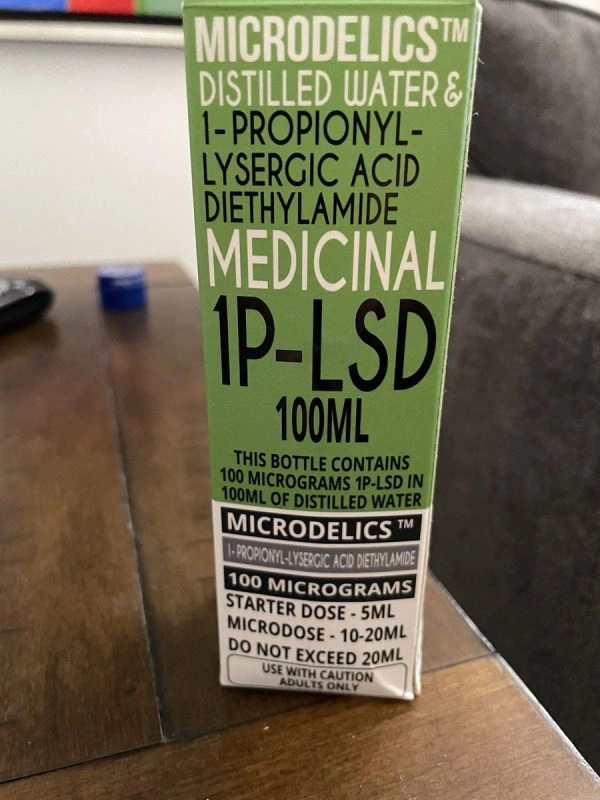 MICRODELICS™
DISTILLED WATER &
1-PROPIONYL-
LYSERGIC ACID
DIETHYLAMIDE
MEDICINAL
1P-LSD
100ML
THIS BOTTLE CONTAINS
100 MICROGRAMS 1P-LSD IN
100ML OF DISTILLED WATER
MICRODELICS ™
1-PROPIONYL-LYSERGIC ACID DIETHYLAMIDE
100 MICROGRAMS
STARTER DOSE - 5ML
MICRODOSE - 10-20ML
DO NOT EXCEED 20ML
USE WITH CAUTION
ADULTS ONLY